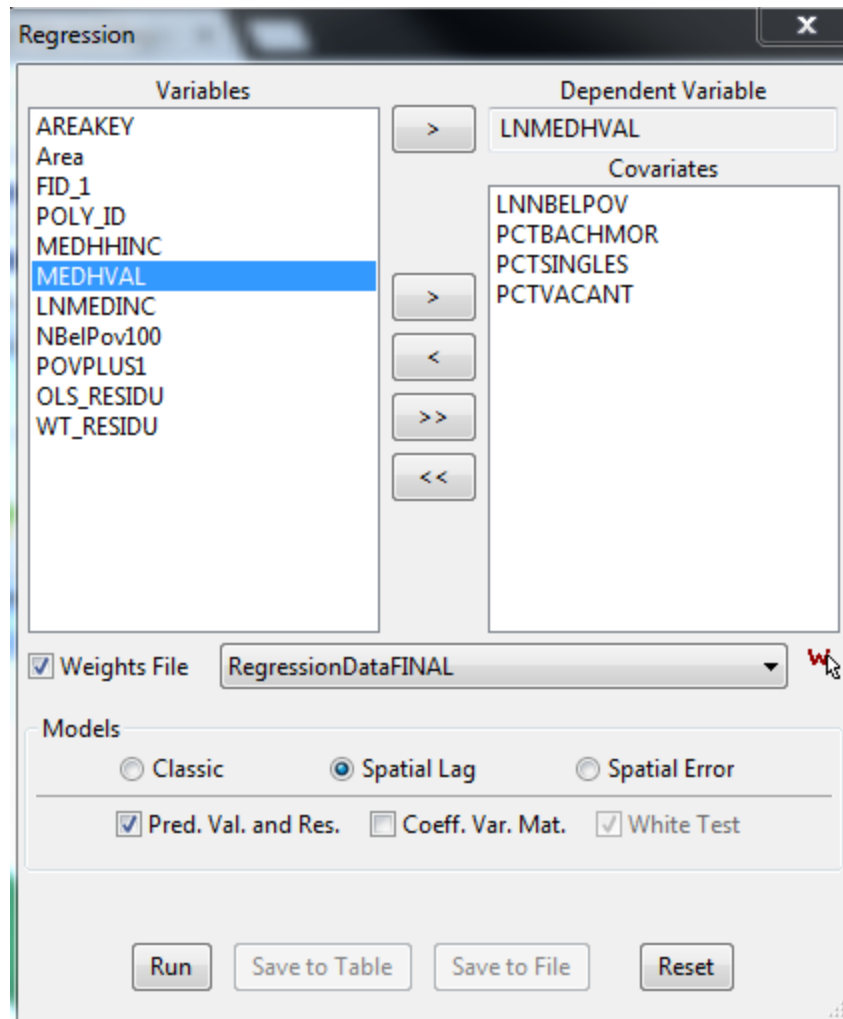 Regression
Variables
AREAKEY
Area
FID_1
POLY_ID
MEDHHINC
MEDHVAL
LNMEDINC
NBelPov100
POVPLUS1
OLS_RESIDU
WT_RESIDU
>
>
<
>>
<<
Dependent Variable
LNMEDHVAL
Covariates
LNNBELPOV
PCTBACHMOR
PCTSINGLES
PCTVACANT
Weights File RegressionDataFINAL W
Models
Classic Spatial Lag Spatial Error
Pred. Val. and Res. Coeff. Var. Mat. White Test
Run Save to Table Save to File Reset